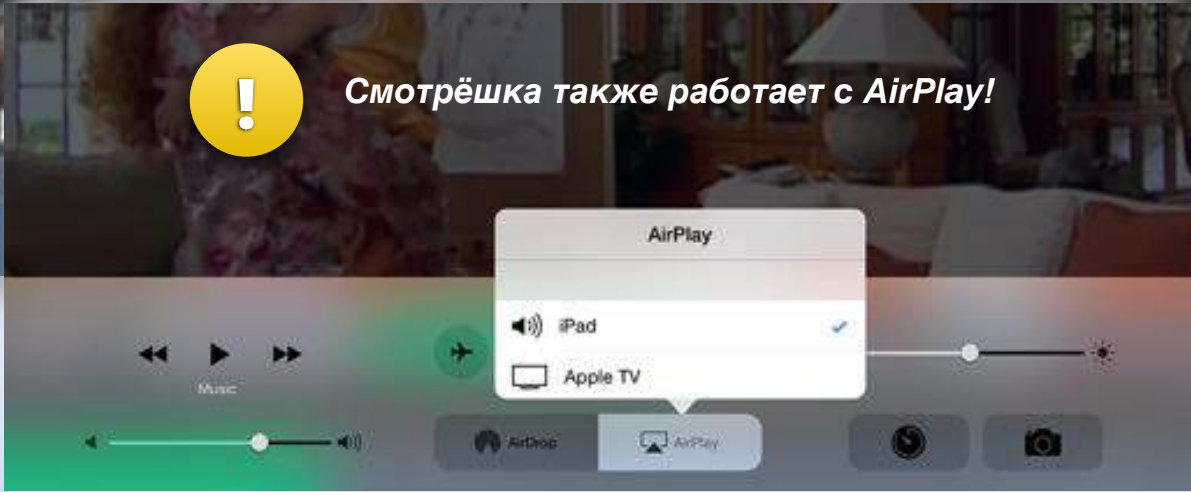 !
Смотрёшка также работает с AirPlay!
AirPlay
iPad
Apple TV
Music
AirDrop
AirPlay